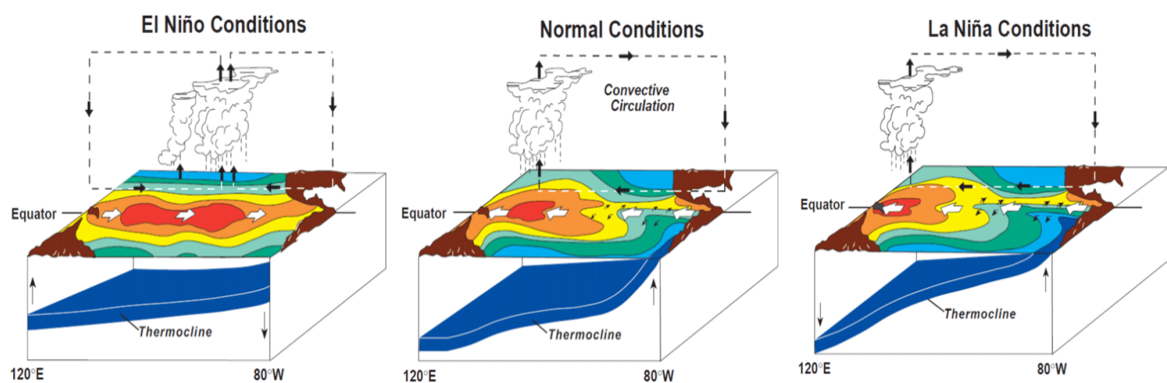 El Niño Conditions
Equator
Thermocline
120°E
80°W
Normal Conditions
Convective
Circulation
Equator
Thermocline
120°E
80°W
La Niña Conditions
Equator
Thermocline
120°E
80°W